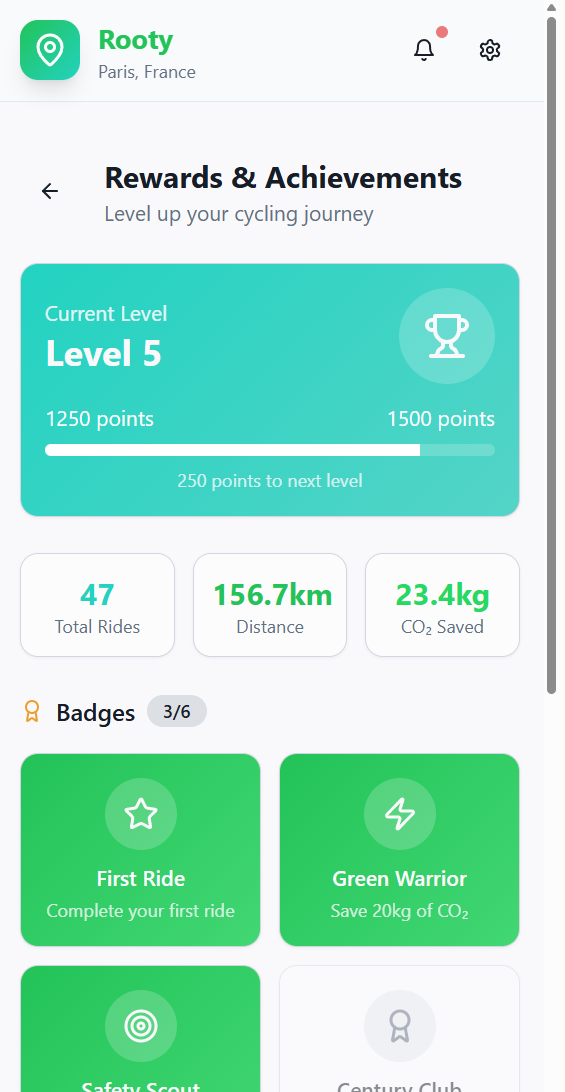 Rooty
Paris, France
Rewards & Achievements
Level up your cycling journey
Current Level
Level 5
1250 points
1500 points
250 points to next level
47
Total Rides
156.7km
Distance
23.4kg
CO₂ Saved
Badges
3/6
First Ride
Complete your first ride
Green Warrior
Save 20kg of CO₂
Safety Scout
Century Club